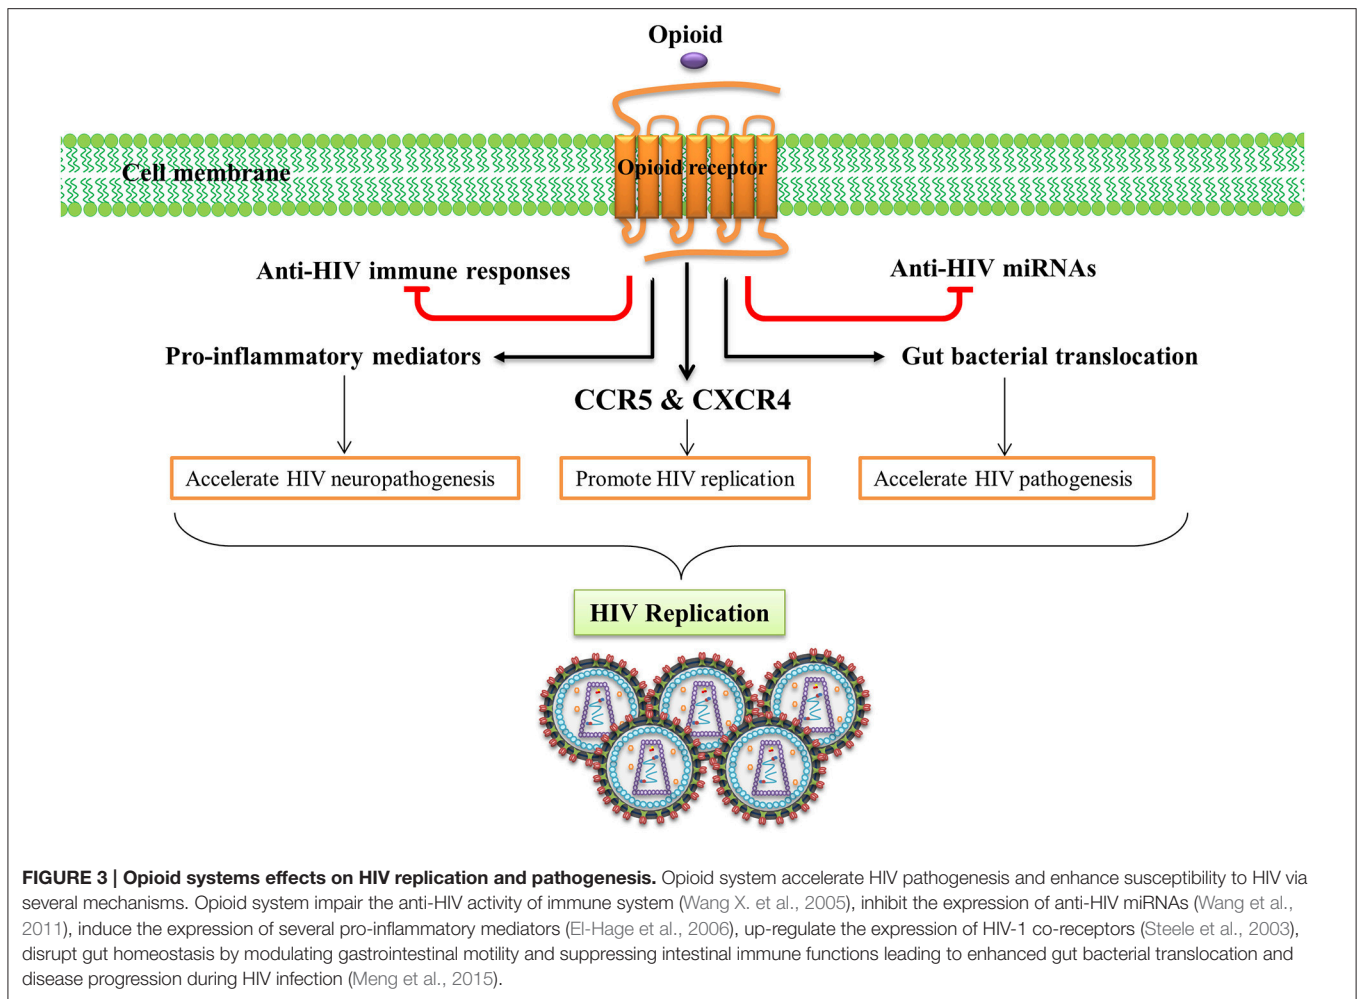 Opioid
Cell membrane
Opioid receptor
Anti-HIV immune responses
Anti-HIV miRNAs
Pro-inflammatory mediators
Gut bacterial translocation
CCR5 & CXCR4
Accelerate HIV neuropathogenesis
Promote HIV replication
Accelerate HIV pathogenesis
HIV Replication
FIGURE 3 | Opioid systems effects on HIV replication and pathogenesis. Opioid system accelerate HIV pathogenesis and enhance susceptibility to HIV via
several mechanisms. Opioid system impair the anti-HIV activity of immune system (Wang X. et al., 2005), inhibit the expression of anti-HIV miRNAs (Wang et al.,
2011), induce the expression of several pro-inflammatory mediators (El-Hage et al., 2006), up-regulate the expression of HIV-1 co-receptors (Steele et al., 2003),
disrupt gut homeostasis by modulating gastrointestinal motility and suppressing intestinal immune functions leading to enhanced gut bacterial translocation and
disease progression during HIV infection (Meng et al., 2015).